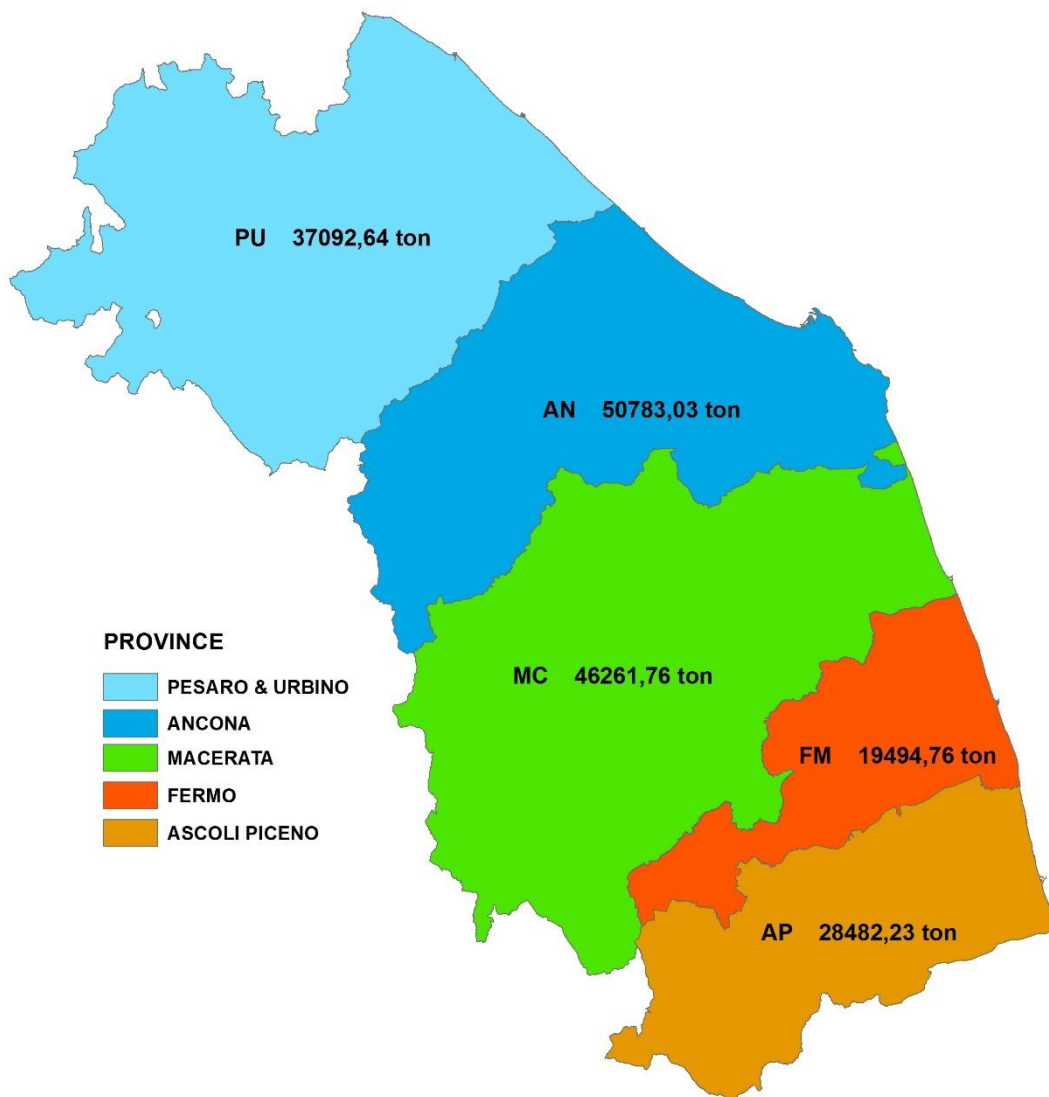 PU 37092,64 ton
AN 50783,03 ton
MC 46261,76 ton
FM 19494,76 ton
AP 28482,23 ton
PROVINCE
PESARO & URBINO
ANCONA
MACERATA
FERMO
ASCOLI PICENO